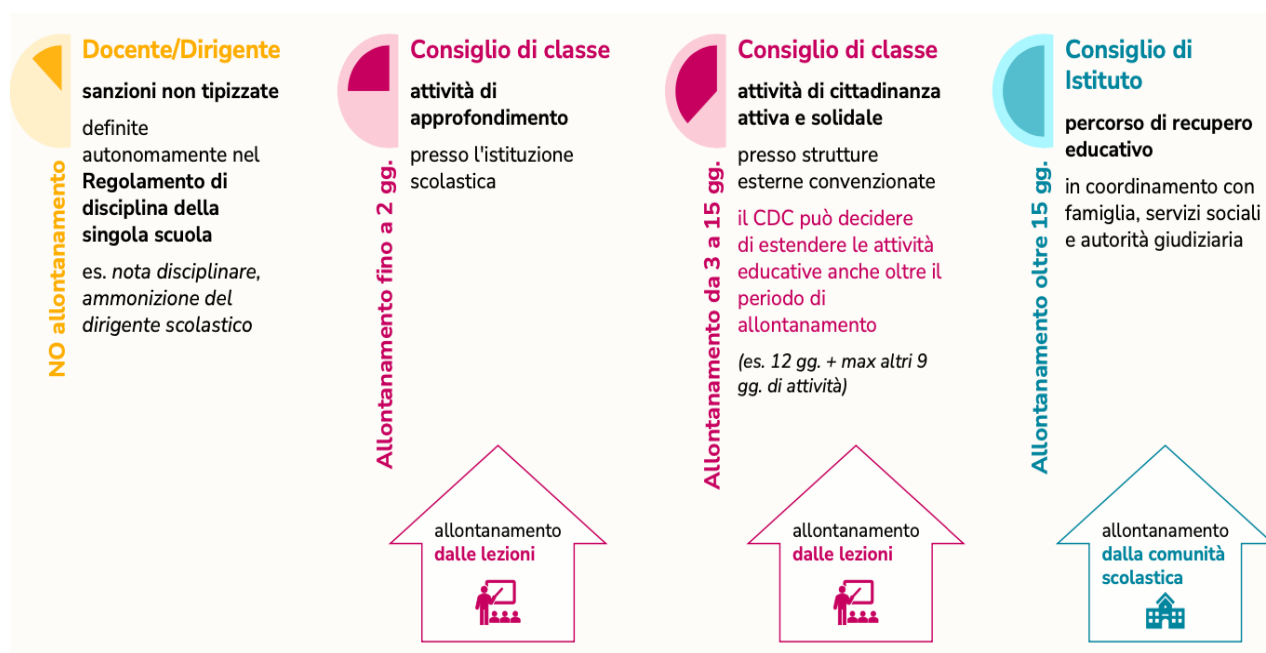 Docente/Dirigente
sanzioni non tipizzate
definite
autonomamente nel
Regolamento di
disciplina della
singola scuola
es. nota disciplinare,
ammonizione del
dirigente scolastico
NO allontanamento
Consiglio di classe
attività di
approfondimento
presso l'istituzione
scolastica
Allontanamento fino a 2 gg.
allontanamento
dalle lezioni
Consiglio di classe
attività di cittadinanza
attiva e solidale
presso strutture
esterne convenzionate
il CDC può decidere
di estendere le attività
educative anche oltre il
periodo di
allontanamento
(es. 12 gg. + max altri 9
gg. di attività)
Allontanamento da 3 a 15 gg.
allontanamento
dalle lezioni
Consiglio di
Istituto
percorso di recupero
educativo
in coordinamento con
famiglia, servizi sociali
e autorità giudiziaria
Allontanamento oltre 15 gg.
allontanamento
dalla comunità
scolastica